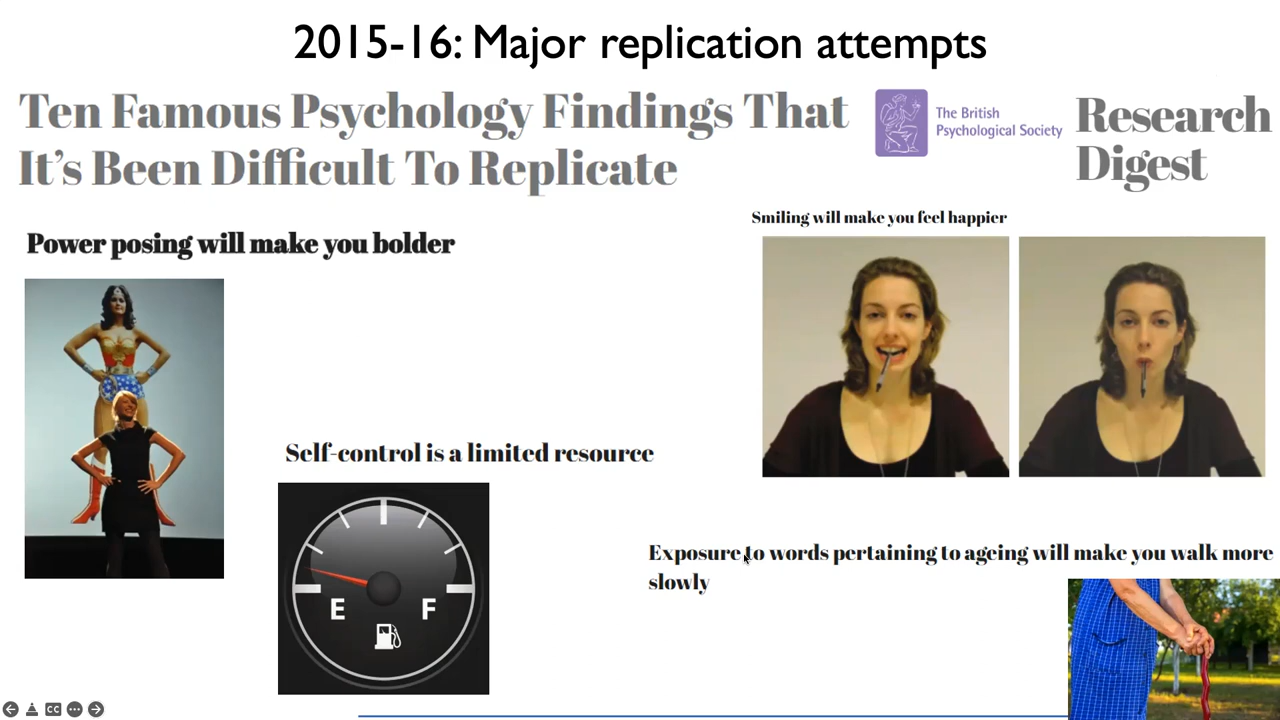 2015-16: Major replication attempts
Ten Famous Psychology Findings That
It's Been Difficult To Replicate
The British
Psychological Society
Research
Digest
Power posing will make you bolder
Smiling will make you feel happier
Self-control is a limited resource
E F
Exposure to words pertaining to ageing will make you walk more
slowly
CC